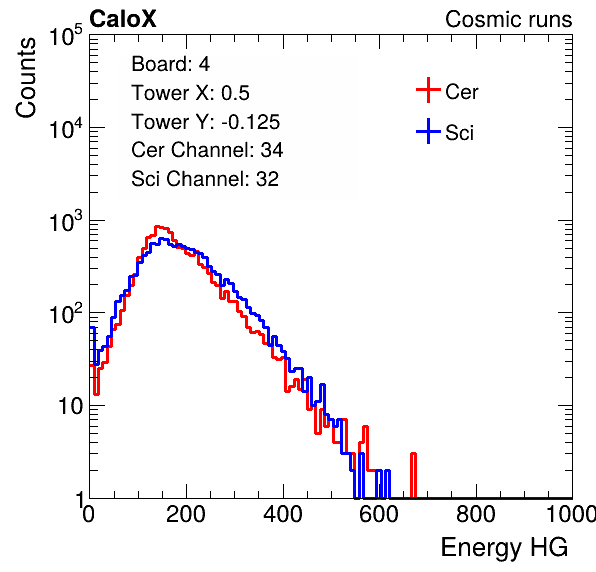 CaloX
Cosmic runs
Counts
10^5
10^4
10^3
10^2
10
1
Board: 4
Tower X: 0.5
Tower Y: -0.125
Cer Channel: 34
Sci Channel: 32
Cer
Sci
0
200
400
600
800
1000
Energy HG